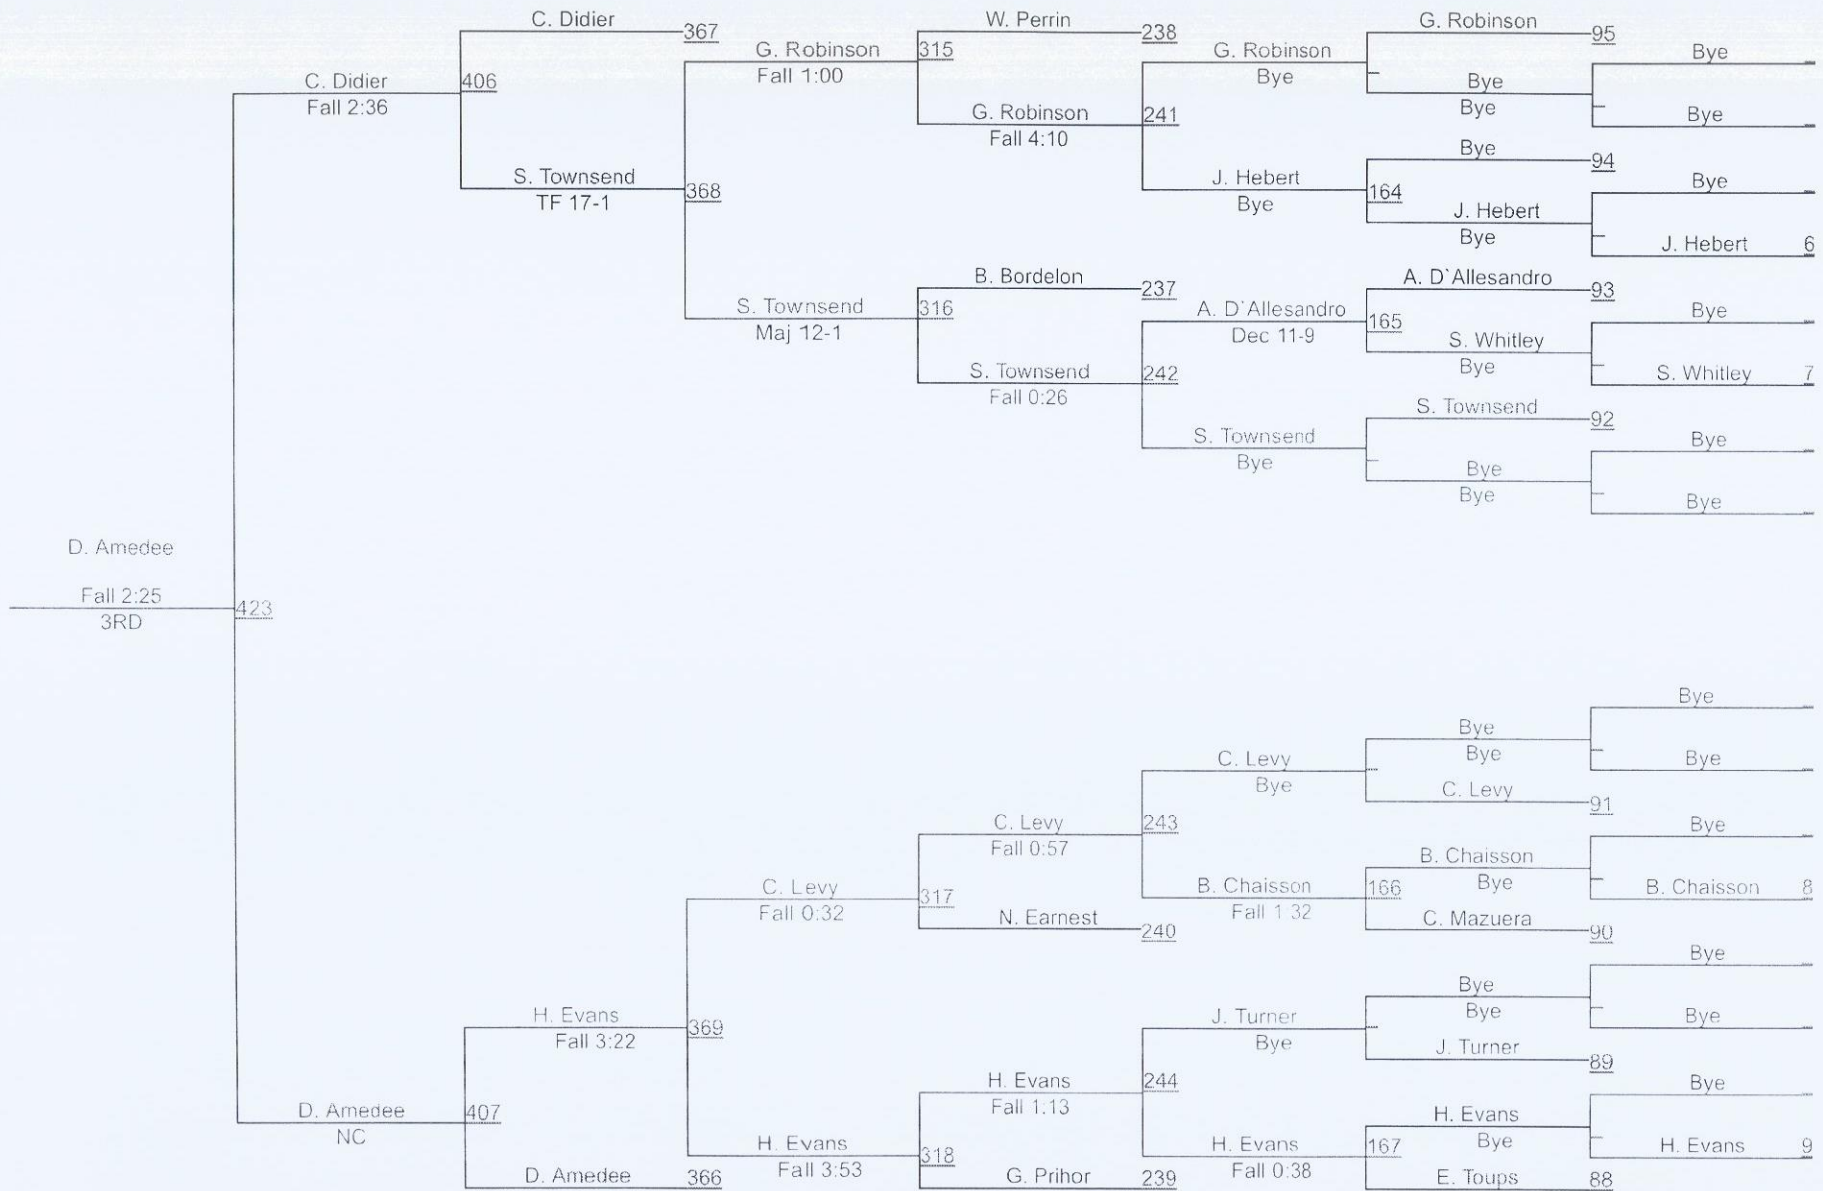 C. Didier
367
W. Perrin
238
G. Robinson
95
G. Robinson
Fall 1:00
315
G. Robinson
Bye
Bye
C. Didier
Fall 2:36
406
Bye
Bye
G. Robinson
Fall 4:10
241
Bye
S. Townsend
TF 17-1
368
J. Hebert
Bye
Bye
94
164
Bye
J. Hebert
Bye
J. Hebert 6
B. Bordelon
237
A. D`Allesandro
93
S. Townsend
Maj 12-1
316
A. D`Allesandro
Dec 11-9
165
Bye
S. Whitley
Bye
S. Townsend
Fall 0:26
242
S. Whitley 7
S. Townsend
92
S. Townsend
Bye
Bye
Bye
Bye
Bye
D. Amedee
Fall 2:25
3RD
423
Bye
Bye
Bye
C. Levy
Bye
Bye
C. Levy
91
C. Levy
Fall 0:57
243
Bye
B. Chaisson
Bye
C. Levy
Fall 0:32
317
B. Chaisson
Fall 1 32
166
B. Chaisson 8
N. Earnest
240
C. Mazuera
90
Bye
Bye
Bye
H. Evans
Fall 3:22
369
J. Turner
Bye
Bye
J. Turner
89
H. Evans
Fall 1:13
244
Bye
D. Amedee
NC
407
H. Evans
Bye
H. Evans
Fall 3:53
318
H. Evans
Fall 0:38
167
H. Evans 9
D. Amedee
366
G. Prihor
239
E. Toups
88